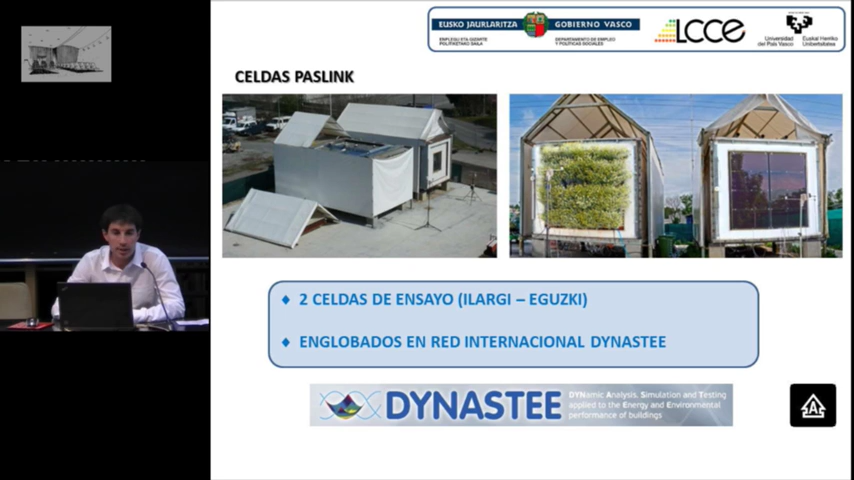 EUSKO JAURLARITZA
GOBIERNO VASCO
ENPLEGU ETA GIZARTE
POLITIKETAKO SAILA
DEPARTAMENTO DE EMPLEO
Y POLÍTICAS SOCIALES
LCCE
Universidad
del País Vasco
Euskal Herriko
Unibertsitatea
CELDAS PASLINK
♦ 2 CELDAS DE ENSAYO (ILARGI – EGUZKI)
♦ ENGLOBADOS EN RED INTERNACIONAL DYNASTEE
DYNASTEE
DYNamic Analysis, Simulation and Testing
applied to the Energy and Environmental
performance of buildings